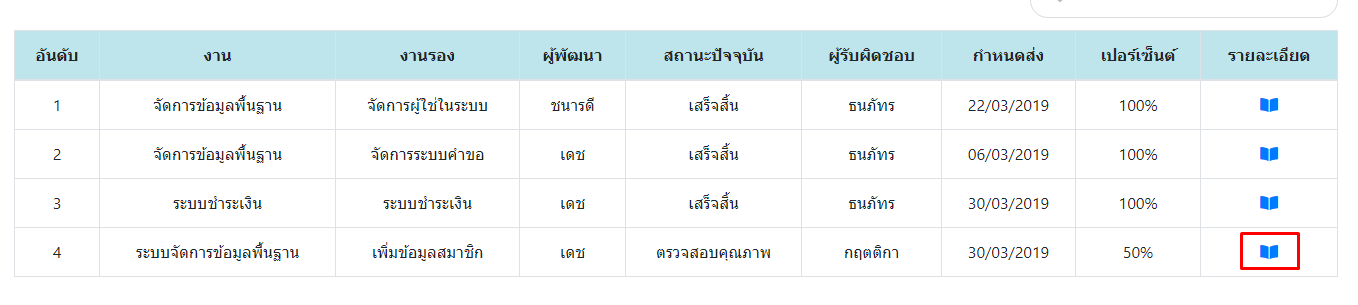 อันดับ งาน งานรอง ผู้พัฒนา สถานะปัจจุบัน ผู้รับผิดชอบ กำหนดส่ง เปอร์เซ็นต์ รายละเอียด
1 จัดการข้อมูลพื้นฐาน จัดการผู้ใช้ในระบบ ชนารดี เสร็จสิ้น ธนภัทร 22/03/2019 100%
2 จัดการข้อมูลพื้นฐาน จัดการระบบคำขอ เดช เสร็จสิ้น ธนภัทร 06/03/2019 100%
3 ระบบชำระเงิน ระบบชำระเงิน เดช เสร็จสิ้น ธนภัทร 30/03/2019 100%
4 ระบบจัดการข้อมูลพื้นฐาน เพิ่มข้อมูลสมาชิก เดช ตรวจสอบคุณภาพ กฤตติกา 30/03/2019 50%